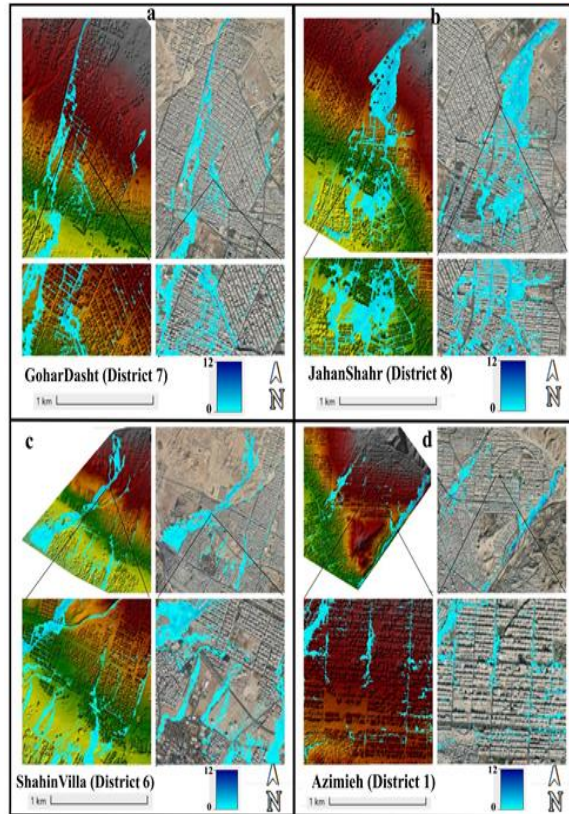 a
GoharDasht (District 7)
12
0
N
1 km
b
JahanShahr (District 8)
12
0
N
1 km
c
ShahinVilla (District 6)
12
0
N
1 km
d
Azimieh (District 1)
12
0
N
1 km